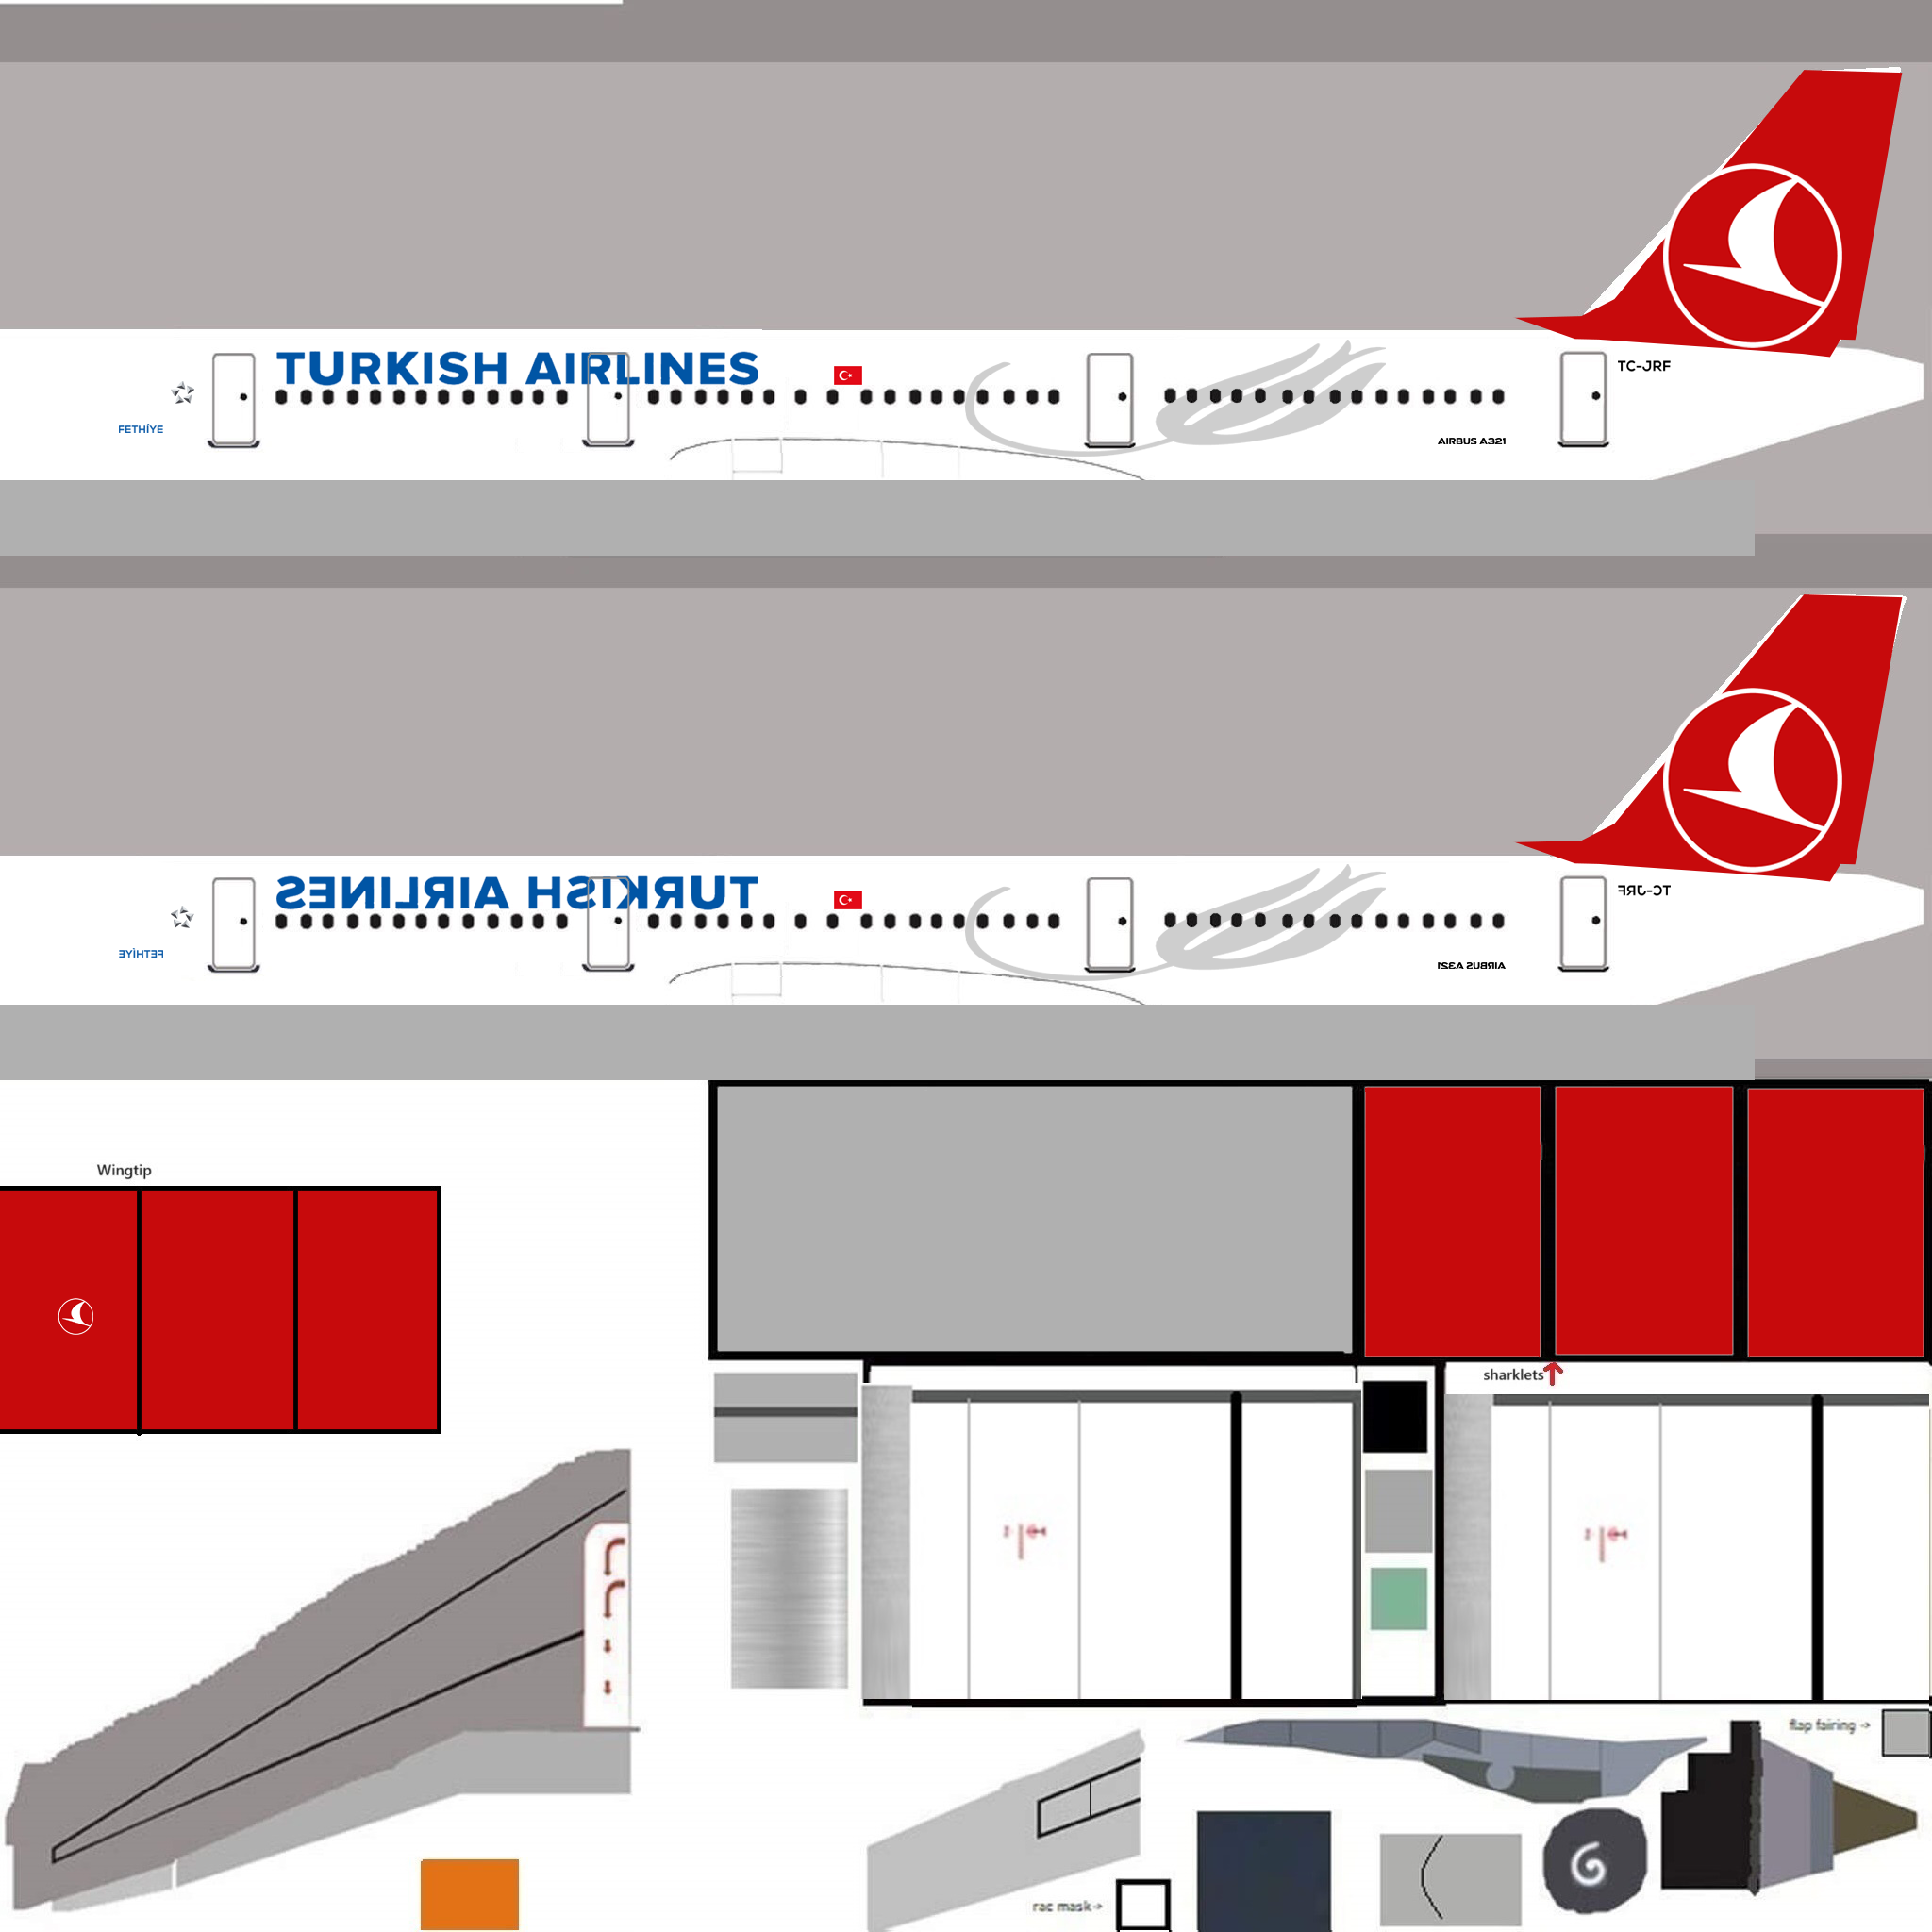 TURKISH AIRLINES
TC-JRF
FETHİYE
AIRBUS A321
TURKISH AIRLINES
TC-JRF
FETHİYE
AIRBUS A321
Wingtip
sharklets
flap fairing ->
rac mask->